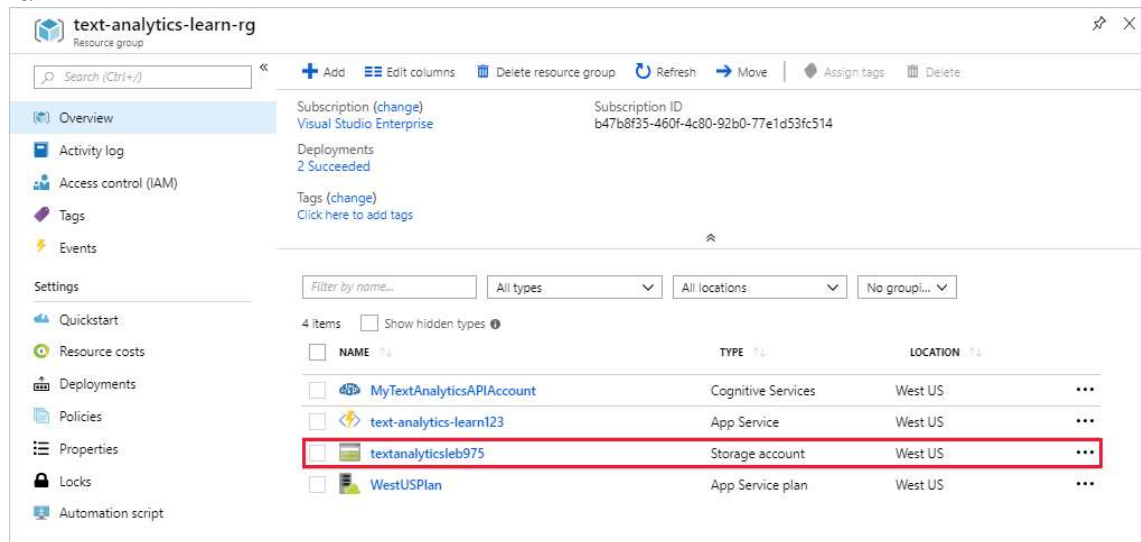 text-analytics-learn-rg
Resource group
Search (Ctrl+/)
Overview
Activity log
Access control (IAM)
Tags
Events
Settings
Quickstart
Resource costs
Deployments
Policies
Properties
Locks
Automation script
Add Edit columns Delete resource group Refresh Move Assign tags Delete
Subscription (change)
Visual Studio Enterprise
Subscription ID
b47b8f35-460f-4c80-92b0-77e1d53fc514
Deployments
2 Succeeded
Tags (change)
Click here to add tags
Filter by name... All types All locations No groupi...
4 items Show hidden types
NAME TYPE LOCATION
MyTextAnalyticsAPIAccount Cognitive Services West US
text-analytics-learn123 App Service West US
textanalyticsleb975 Storage account West US
WestUSPlan App Service plan West US